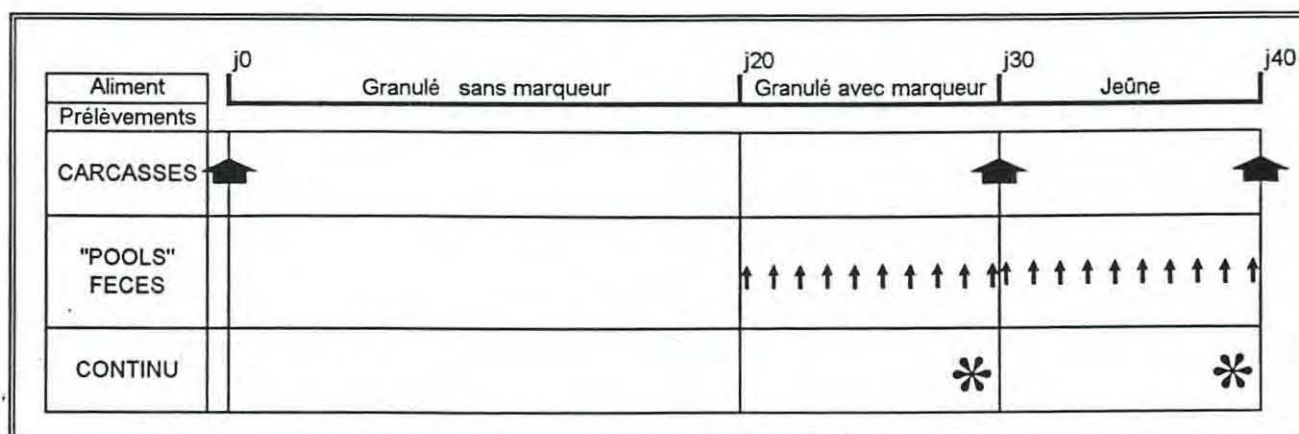 j0 j20 j30 j40
Aliment Granulé sans marqueur Granulé avec marqueur Jeûne
Prélèvements
CARCASSES
"POOLS"
FECES
CONTINU